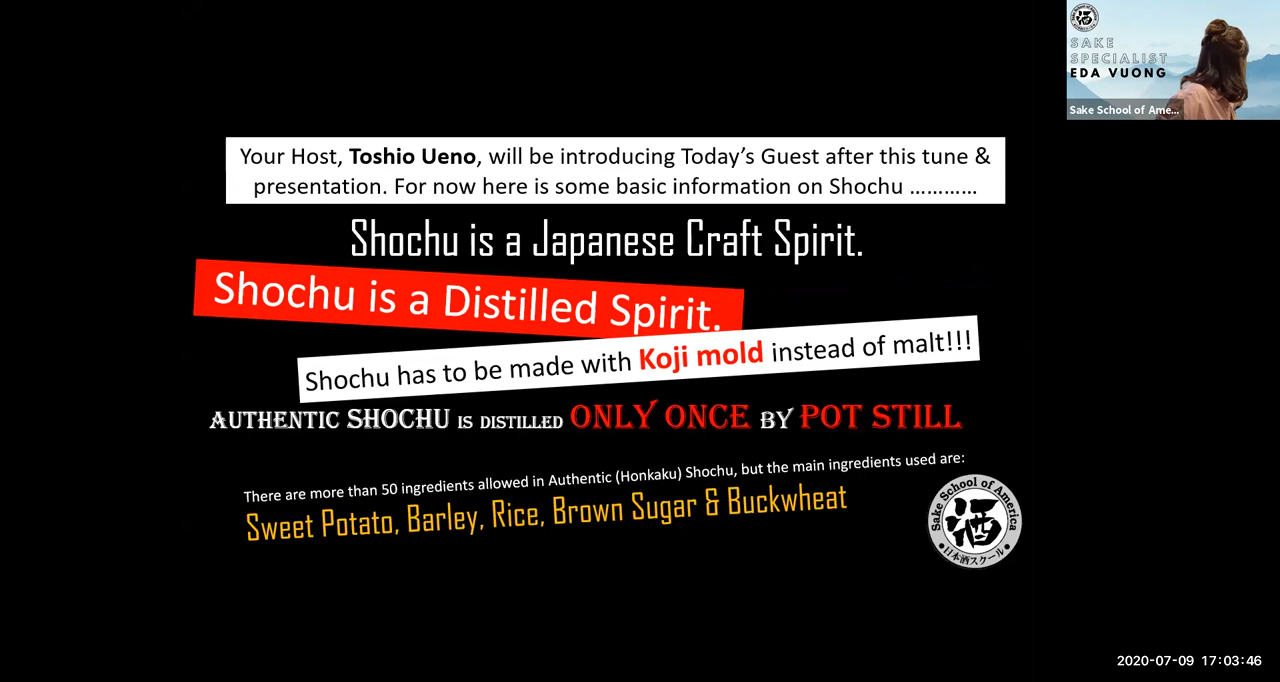 SAKE
SPECIALIST
EDA VUONG
Sake School of Ame...
Your Host, Toshio Ueno, will be introducing Today's Guest after this tune &
presentation. For now here is some basic information on Shochu …………
Shochu is a Japanese Craft Spirit.
Shochu is a Distilled Spirit.
Shochu has to be made with Koji mold instead of malt!!!
AUTHENTIC SHOCHU IS DISTILLED ONLY ONCE BY POT STILL
There are more than 50 ingredients allowed in Authentic (Honkaku) Shochu, but the main ingredients used are:
Sweet Potato, Barley, Rice, Brown Sugar & Buckwheat
Sake School of America
酒
日本酒スクール
2020-07-09 17:03:46